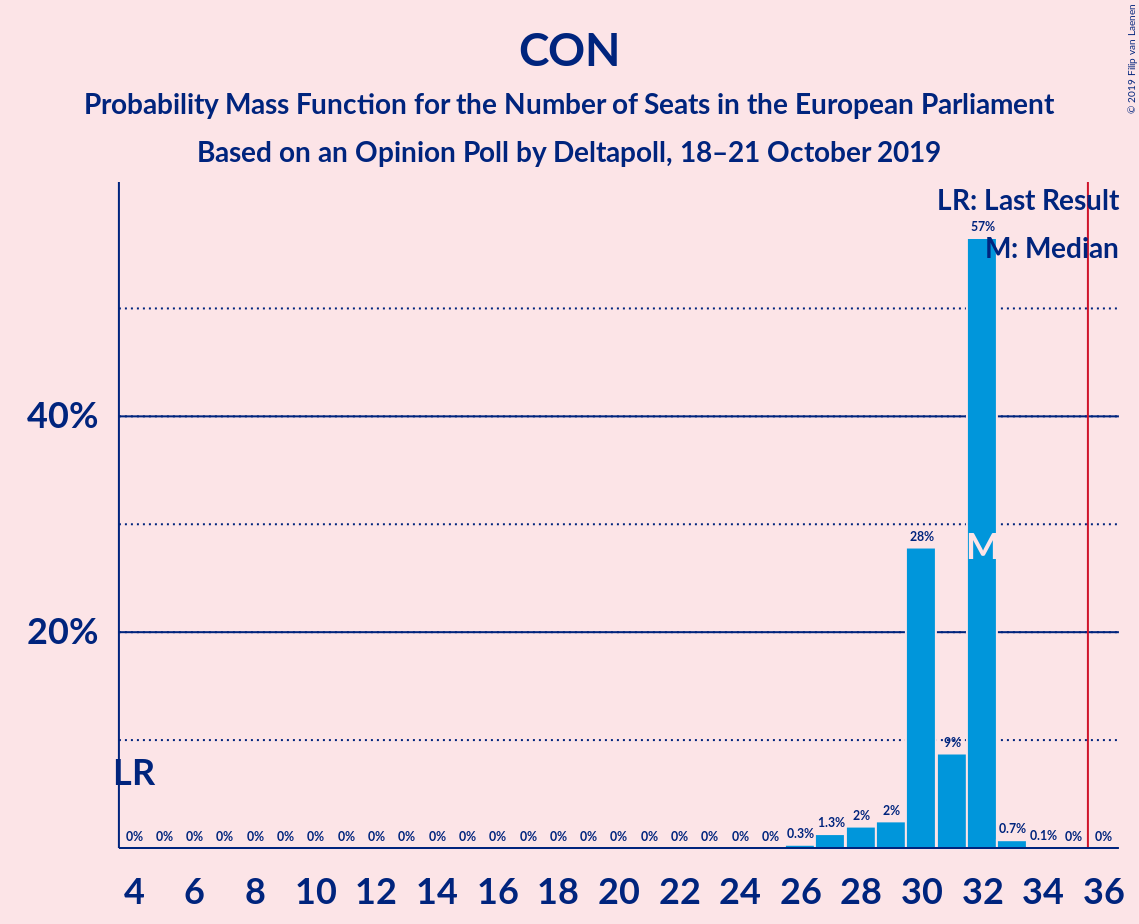 © 2019 Filip van Laenen
CON
Probability Mass Function for the Number of Seats in the European Parliament
Based on an Opinion Poll by Deltapoll, 18–21 October 2019
LR: Last Result
57%
M: Median
40%
28%
M
20%
9%
LR
0% 0% 0% 0% 0% 0% 0% 0% 0% 0% 0% 0% 0% 0% 0% 0% 0% 0% 0% 0% 0% 0% 0.3% 1.3% 2% 2% 0.7% 0.1% 0% 0%
4 6 8 10 12 14 16 18 20 22 24 26 28 30 32 34 36